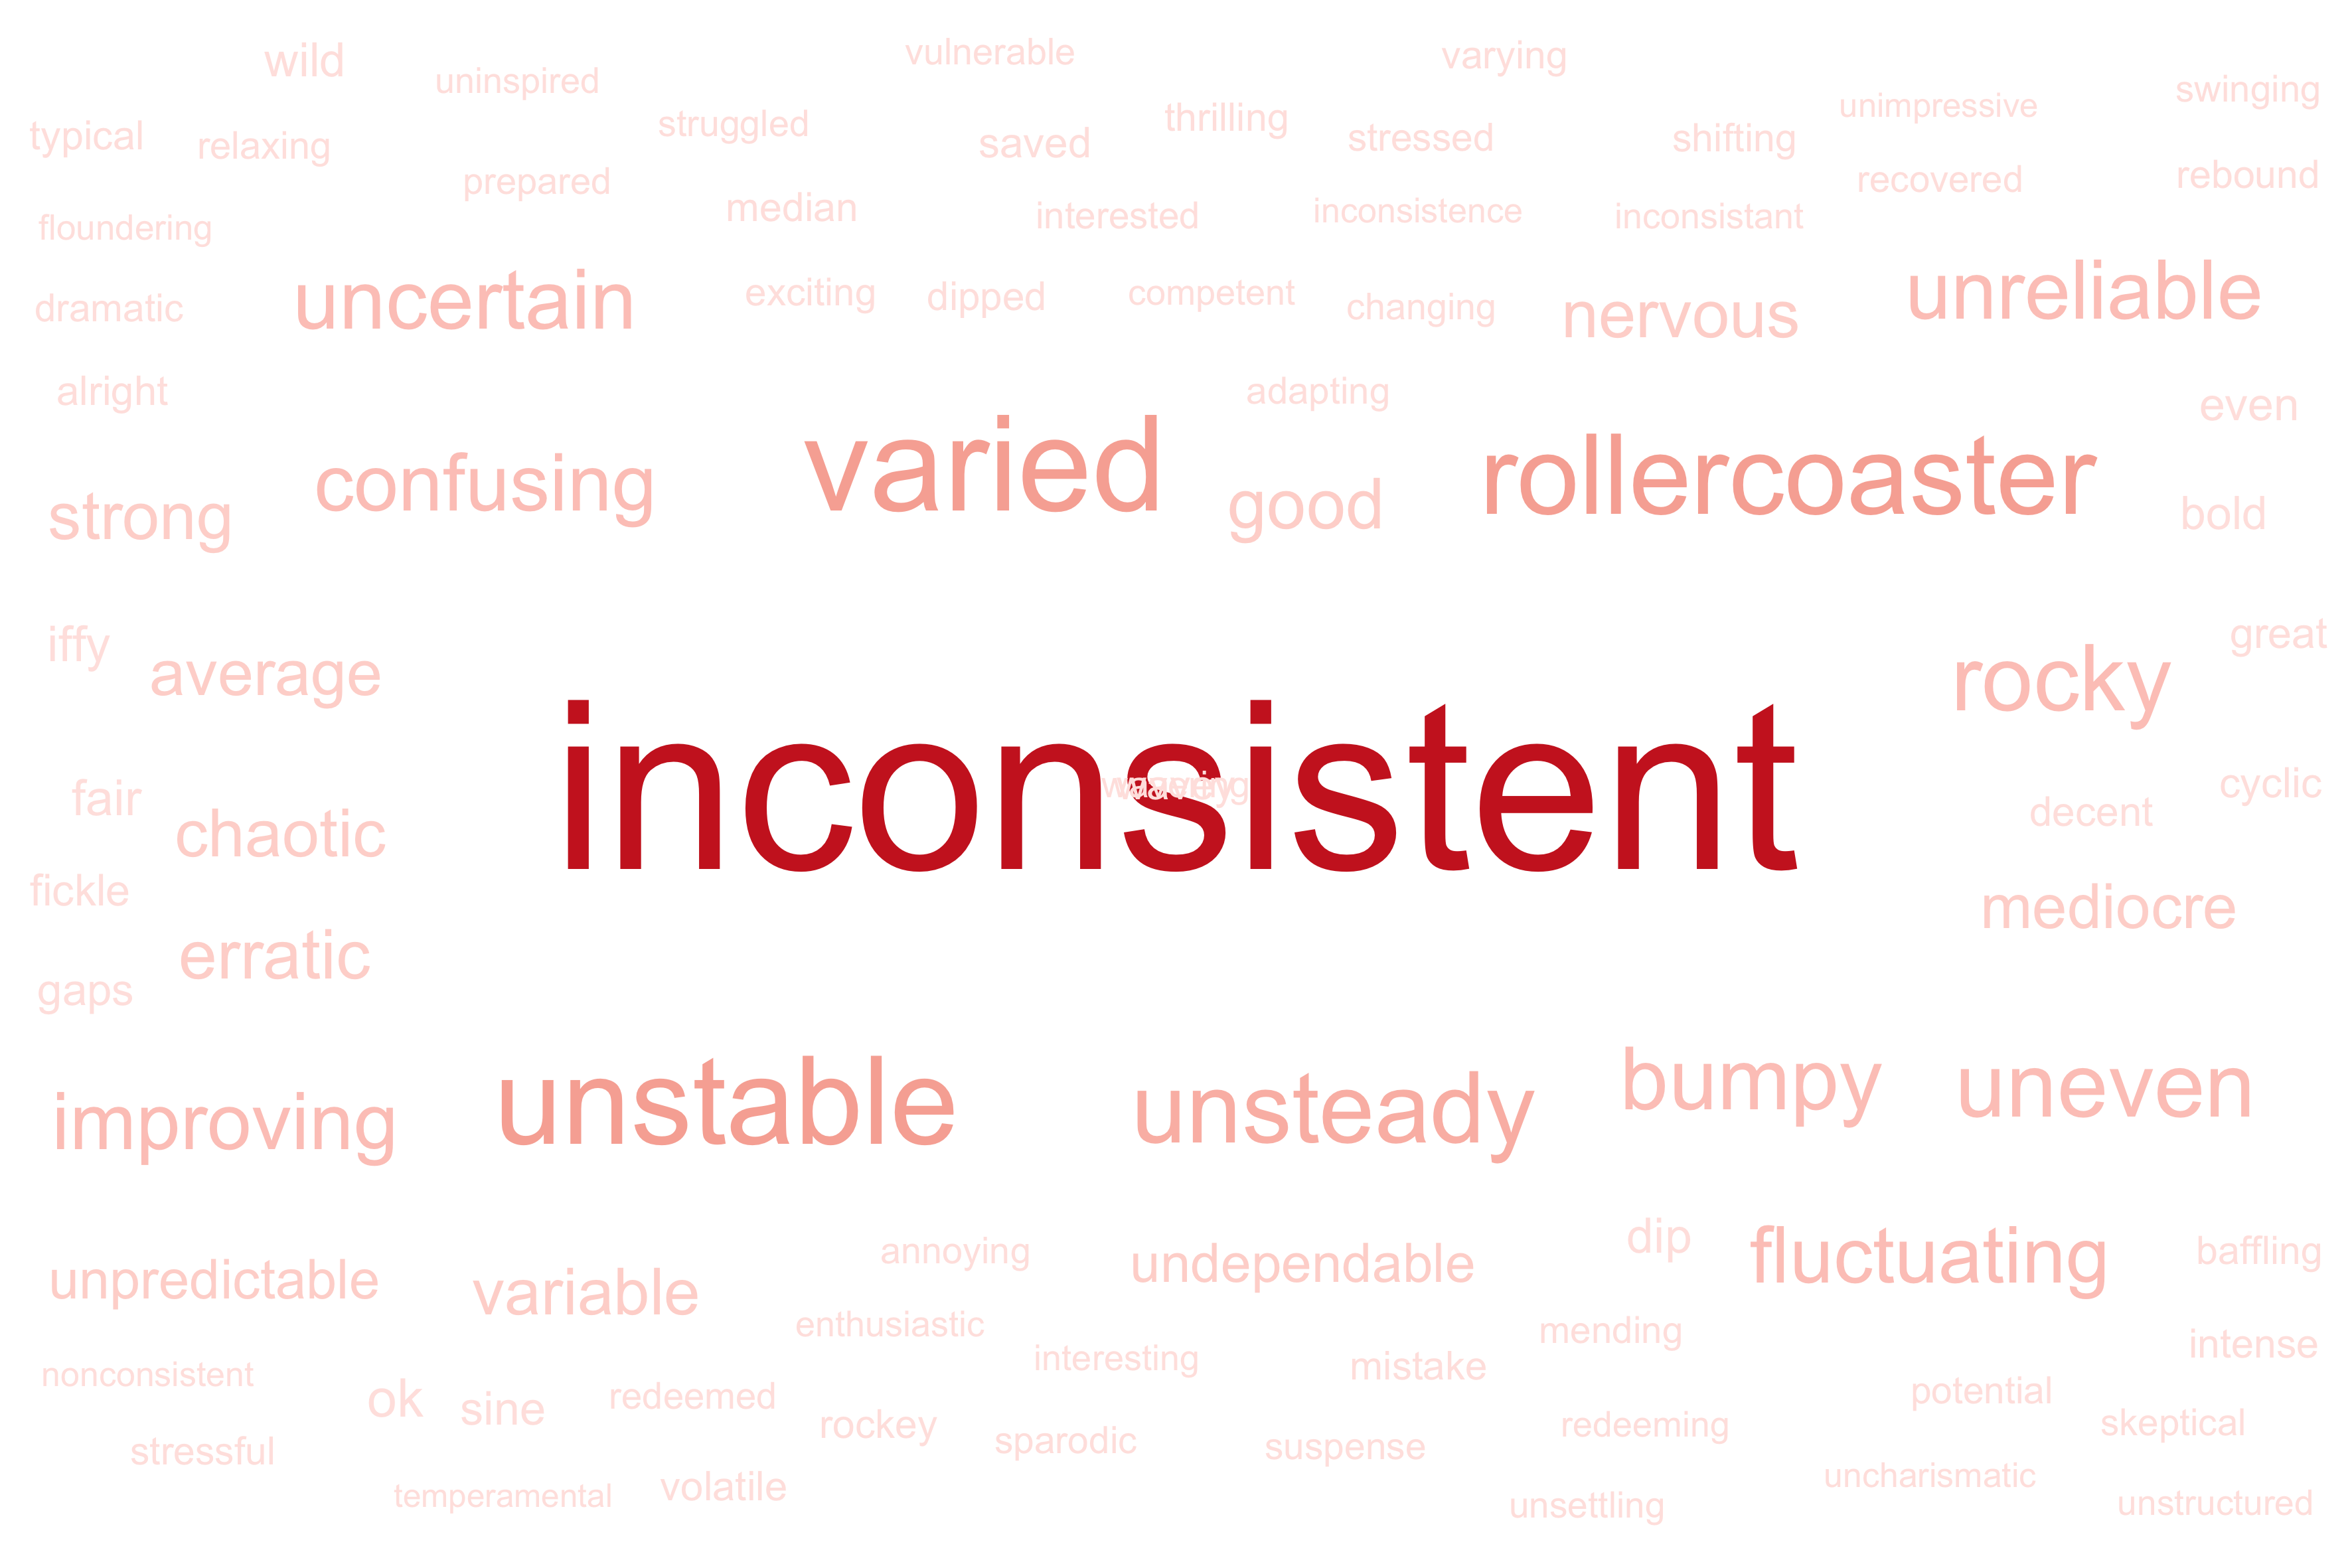 wild
uninspired
vulnerable
varying
swinging
typical
relaxing
struggled
saved
thrilling
stressed
shifting
unimpressive
prepared
median
interested
inconsistence
inconsistant
recovered
rebound
floundering
uncertain
exciting
dipped
competent
changing
nervous
unreliable
dramatic
alright
adapting
even
strong
confusing
varied
good
rollercoaster
bold
iffy
average
rocky
great
inconsistent
fair
chaotic
decent
cyclic
fickle
erratic
mediocre
gaps
improving
unstable
unsteady
bumpy
uneven
unpredictable
variable
annoying
undependable
dip
fluctuating
baffling
enthusiastic
interesting
mistake
mending
intense
nonconsistent
ok
sine
redeemed
rockey
sparodic
suspense
redeeming
potential
skeptical
stressful
temperamental
volatile
unsettling
uncharismatic
unstructured